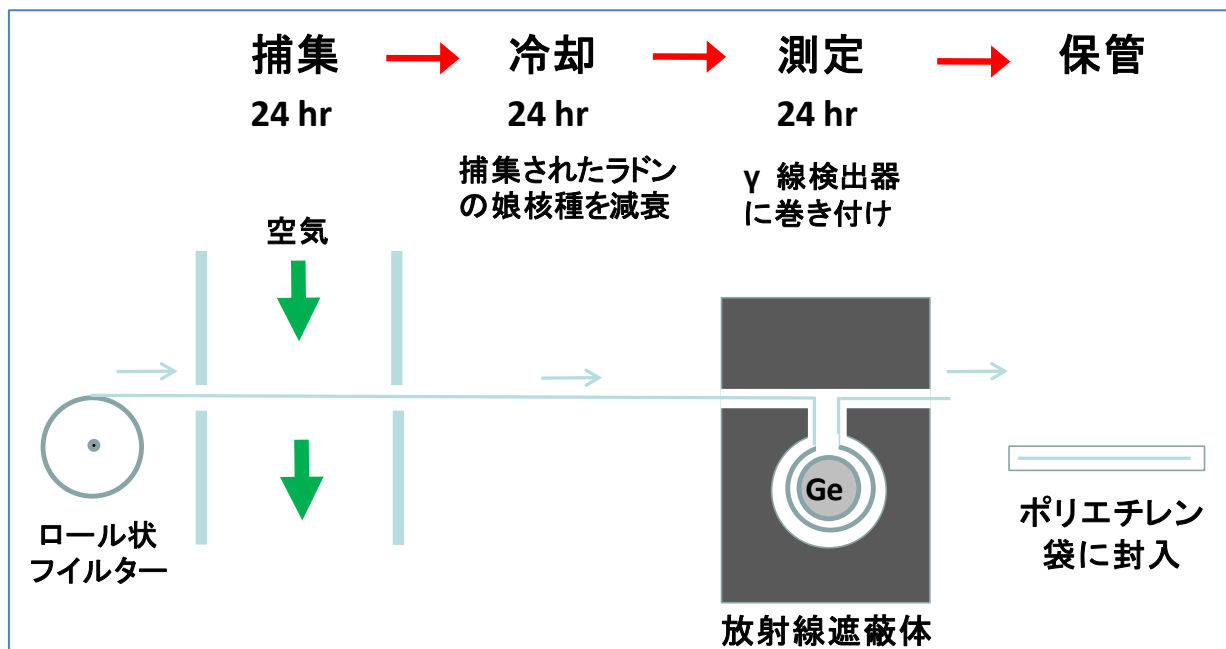 捕集
冷却
測定
保管
24 hr
24 hr
24 hr
捕集されたラドン
の娘核種を減衰
γ 線検出器
に巻き付け
空気
Ge
ロール状
フイルター
ポリエチレン
袋に封入
放射線遮蔽体